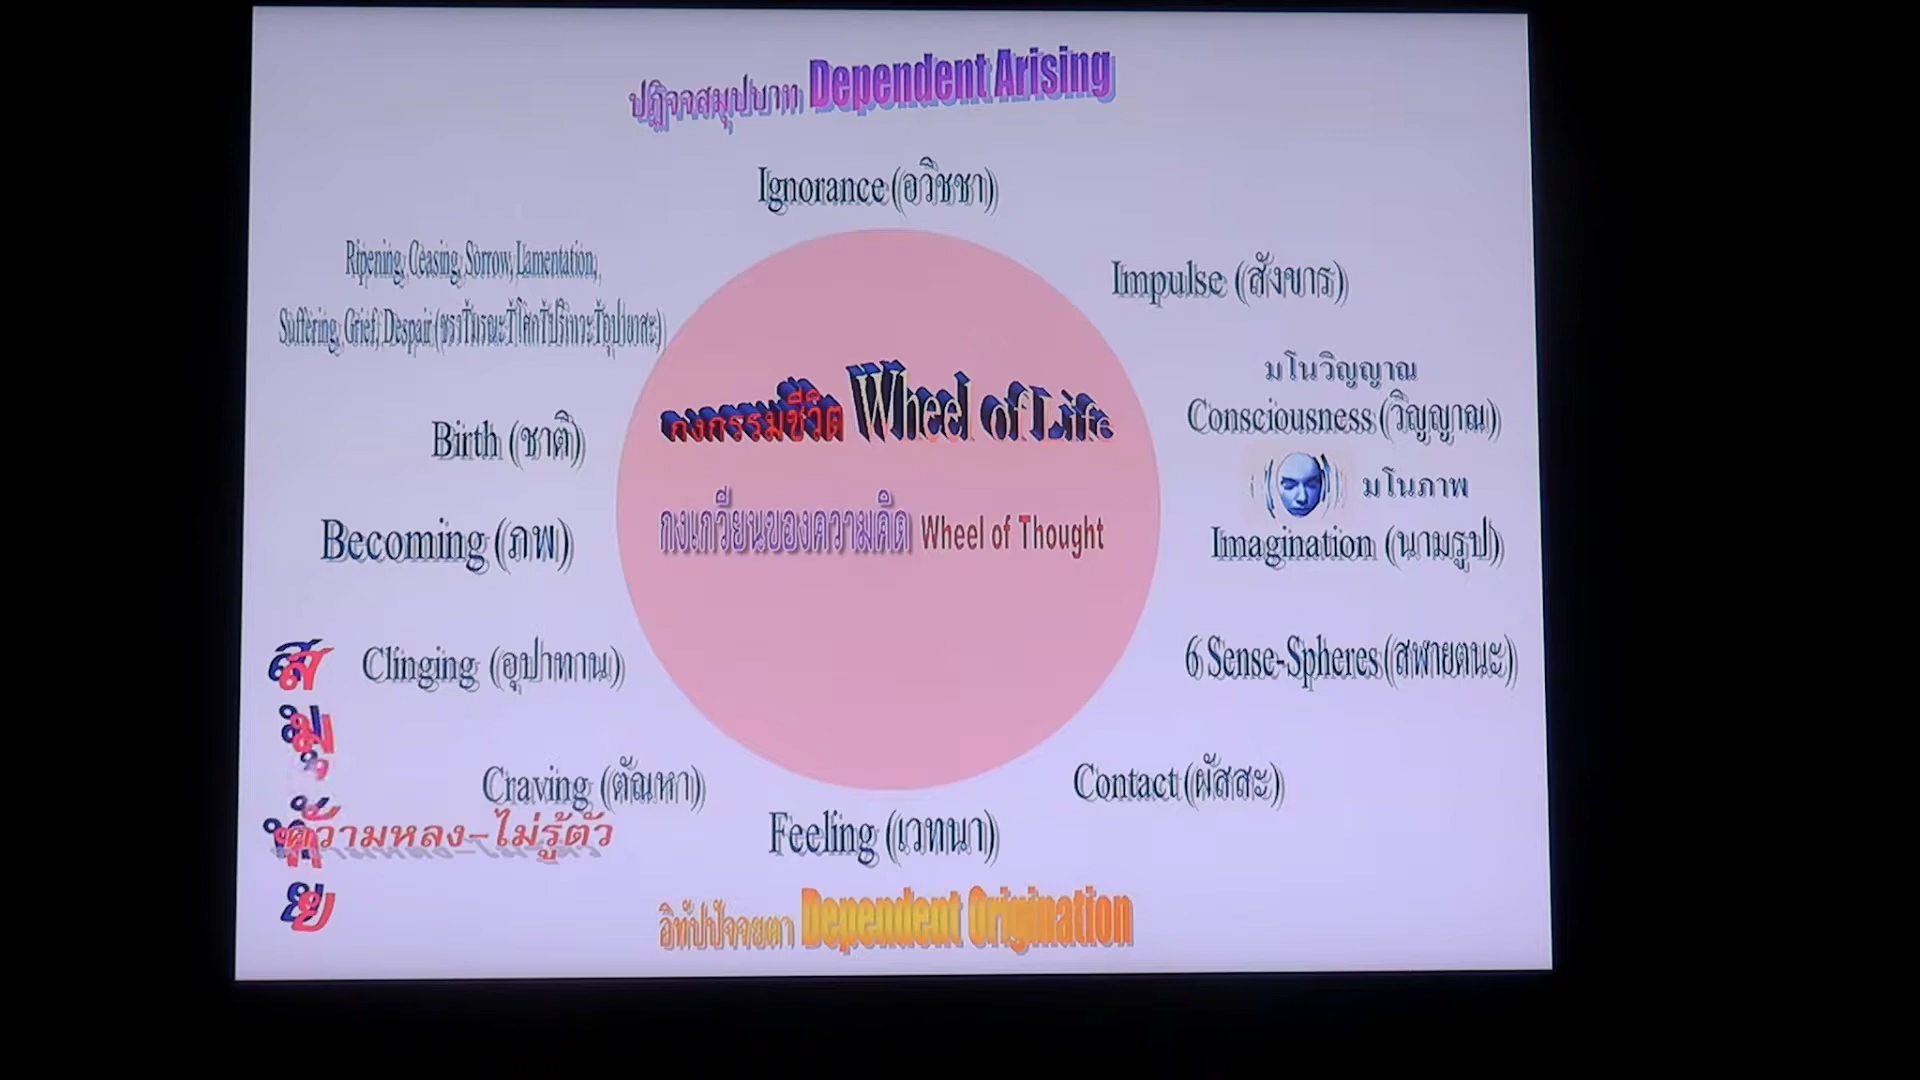 ปฏิจจสมุปบาท Dependent Arising
Ignorance (อวิชชา)
Impulse (สังขาร)
มโนวิญญาณ
Consciousness (วิญญาณ)
มโนภาพ
Imagination (นามรูป)
6 Sense-Spheres (สฬายตนะ)
Contact (ผัสสะ)
Feeling (เวทนา)
Craving (ตัณหา)
Clinging (อุปาทาน)
Becoming (ภพ)
Birth (ชาติ)
Ripening, Ceasing, Sorrow, Lamentation,
Suffering, Grief, Despair
กงกรรมชีวิต Wheel of Life
กงเกวียนของความคิด Wheel of Thought
สมุทัย
ความหลง-ไม่รู้ตัว
อิทัปปัจจยตา Dependent Origination